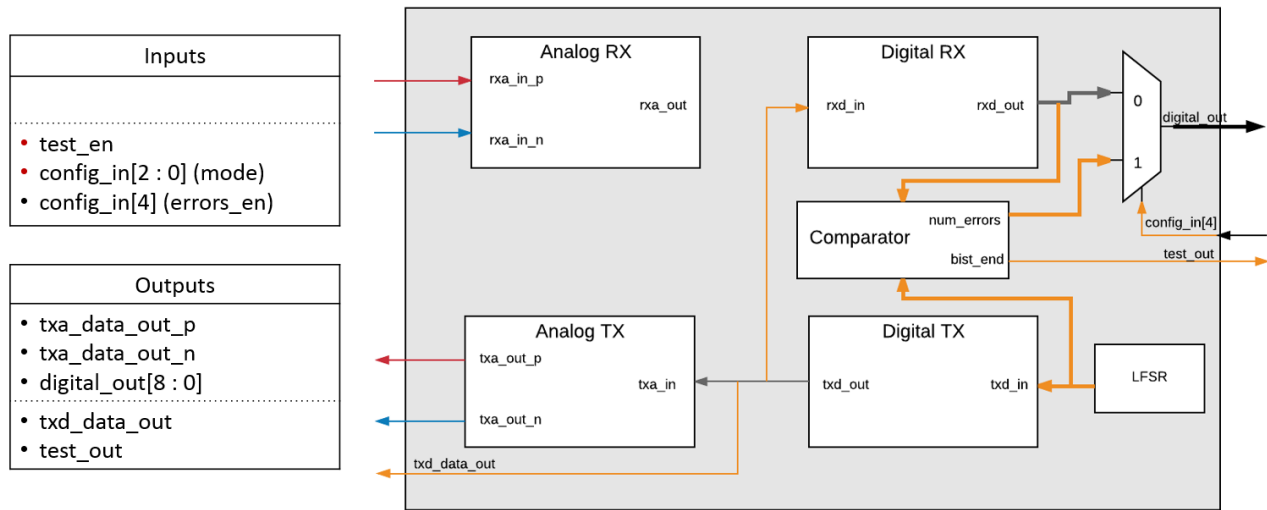 Inputs
test_en
config_in[2 : 0] (mode)
config_in[4] (errors_en)
Outputs
txa_data_out_p
txa_data_out_n
digital_out[8 : 0]
txd_data_out
test_out
Analog RX
rxa_in_p
rxa_out
rxa_in_n
Digital RX
rxd_in
rxd_out
0
1
digital_out
config_in[4]
test_out
Comparator
num_errors
bist_end
Analog TX
txa_out_p
txa_in
txa_out_n
txd_data_out
Digital TX
txd_out
txd_in
LFSR